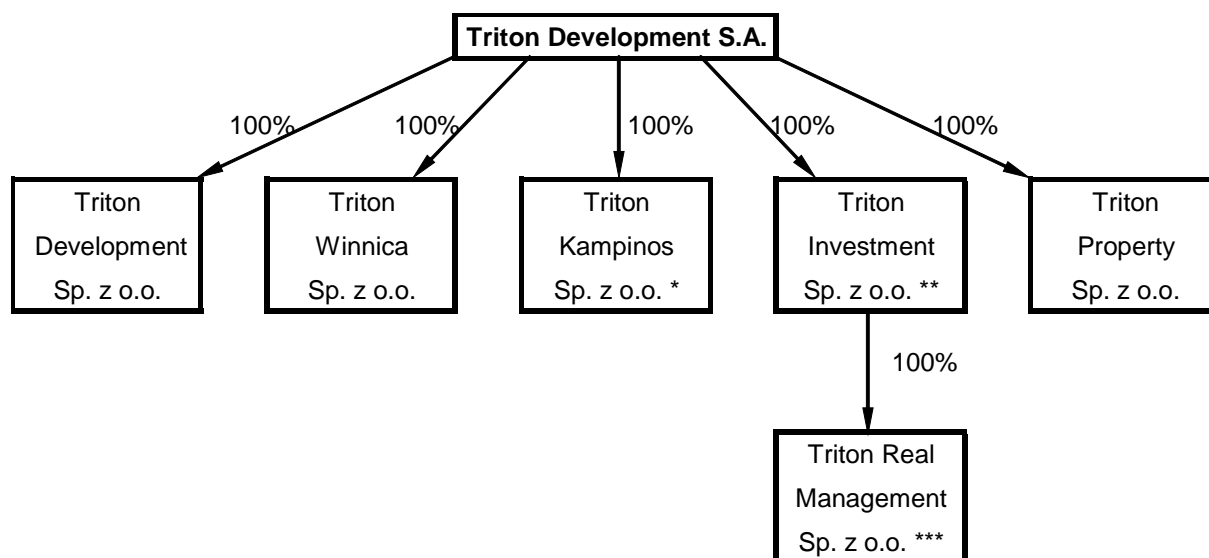 Triton Development S.A.
100%
100%
100%
100%
100%
Triton
Development
Sp. z o.o.
Triton
Winnica
Sp. z o.o.
Triton
Kampinos
Sp. z o.o. *
Triton
Investment
Sp. z o.o. **
Triton
Property
Sp. z o.o.
100%
Triton Real
Management
Sp. z o.o. ***